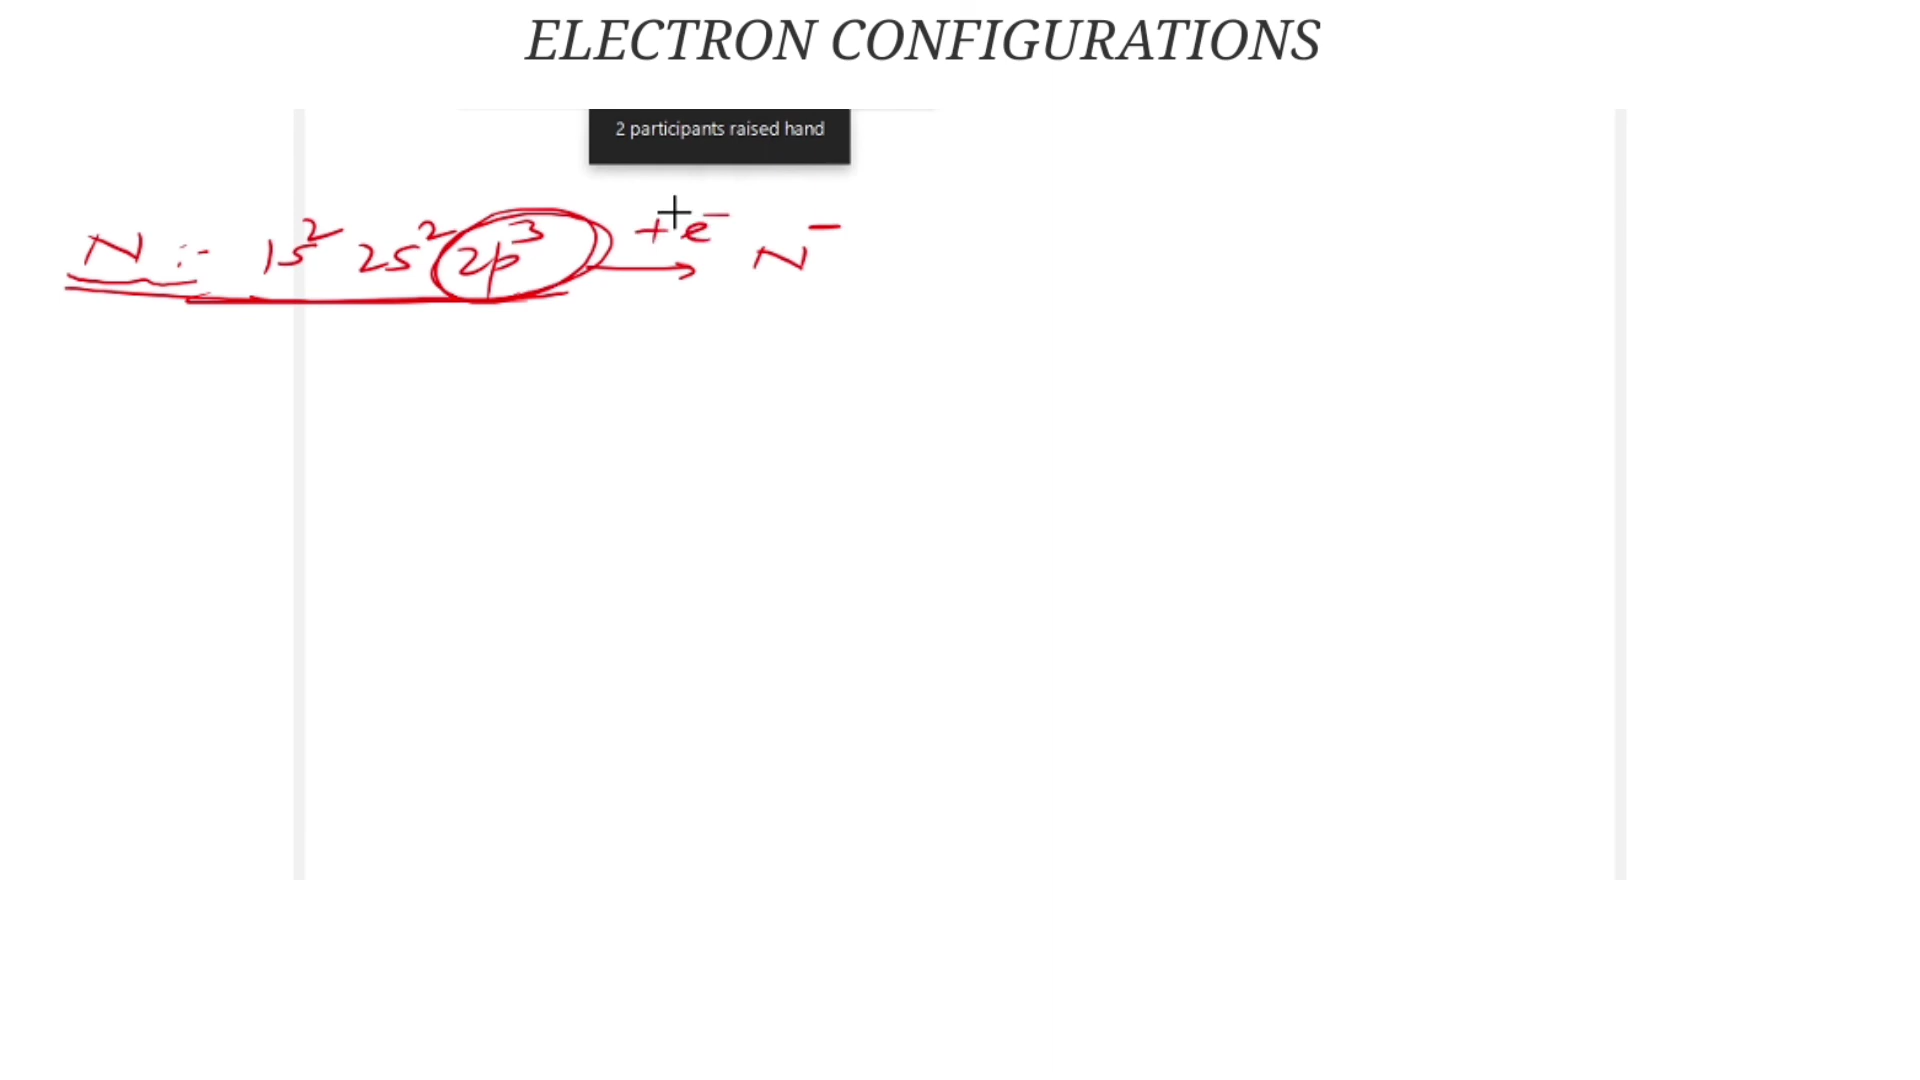 ELECTRON CONFIGURATIONS
2 participants raised hand
N :- 1s² 2s² 2p³ +e⁻ → N⁻